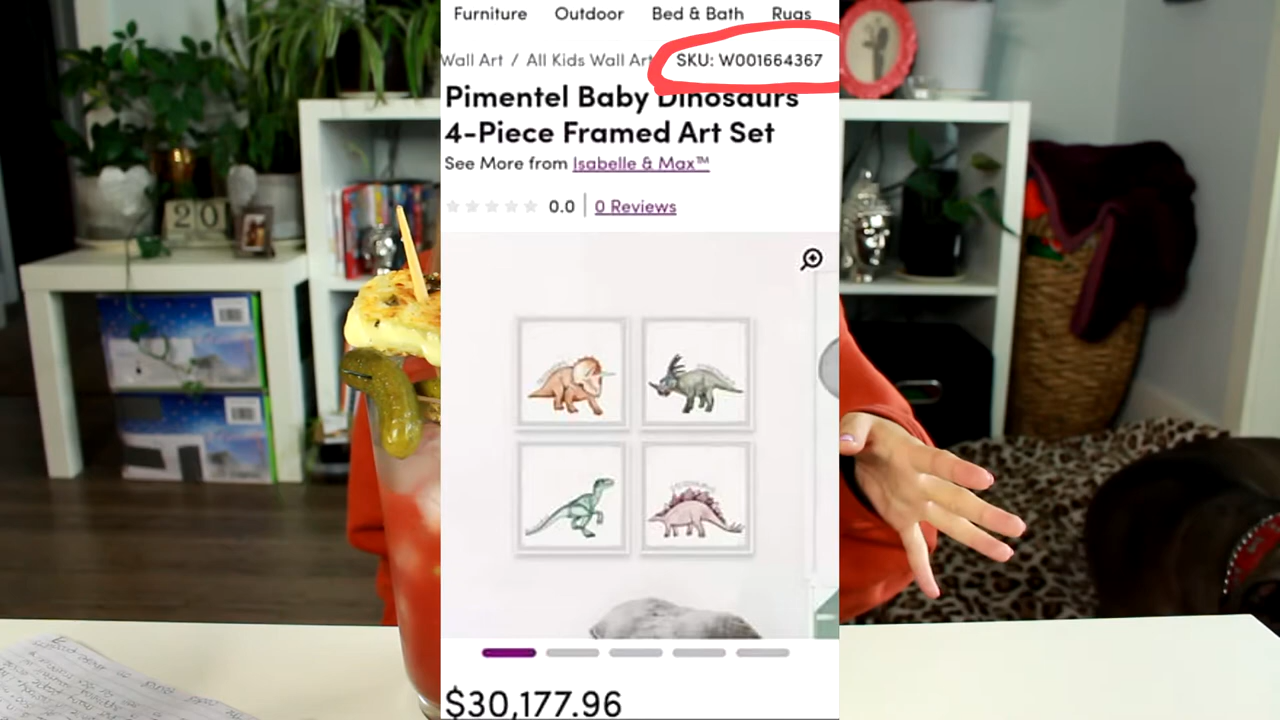 Furniture Outdoor Bed & Bath Rugs
Wall Art / All Kids Wall Art SKU: W001664367
Pimentel Baby Dinosaurs
4-Piece Framed Art Set
See More from Isabelle & Max™
0.0 | 0 Reviews
20
$30,177.96